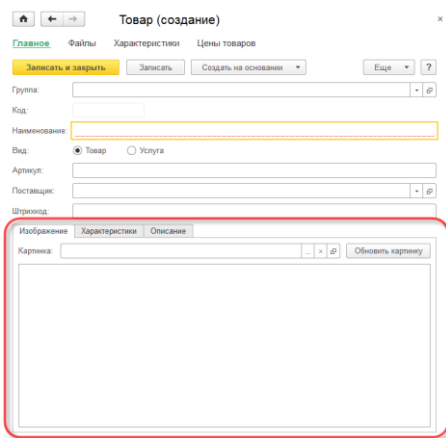 Товар (создание)
Главное Файлы Характеристики Цены товаров
Записать и закрыть Записать Создать на основании Еще ?
Группа:
Код:
Наименование:
Вид: Товар Услуга
Артикул:
Поставщик:
Штрихкод:
Изображение Характеристики Описание
Картинка: ... Обновить картинку